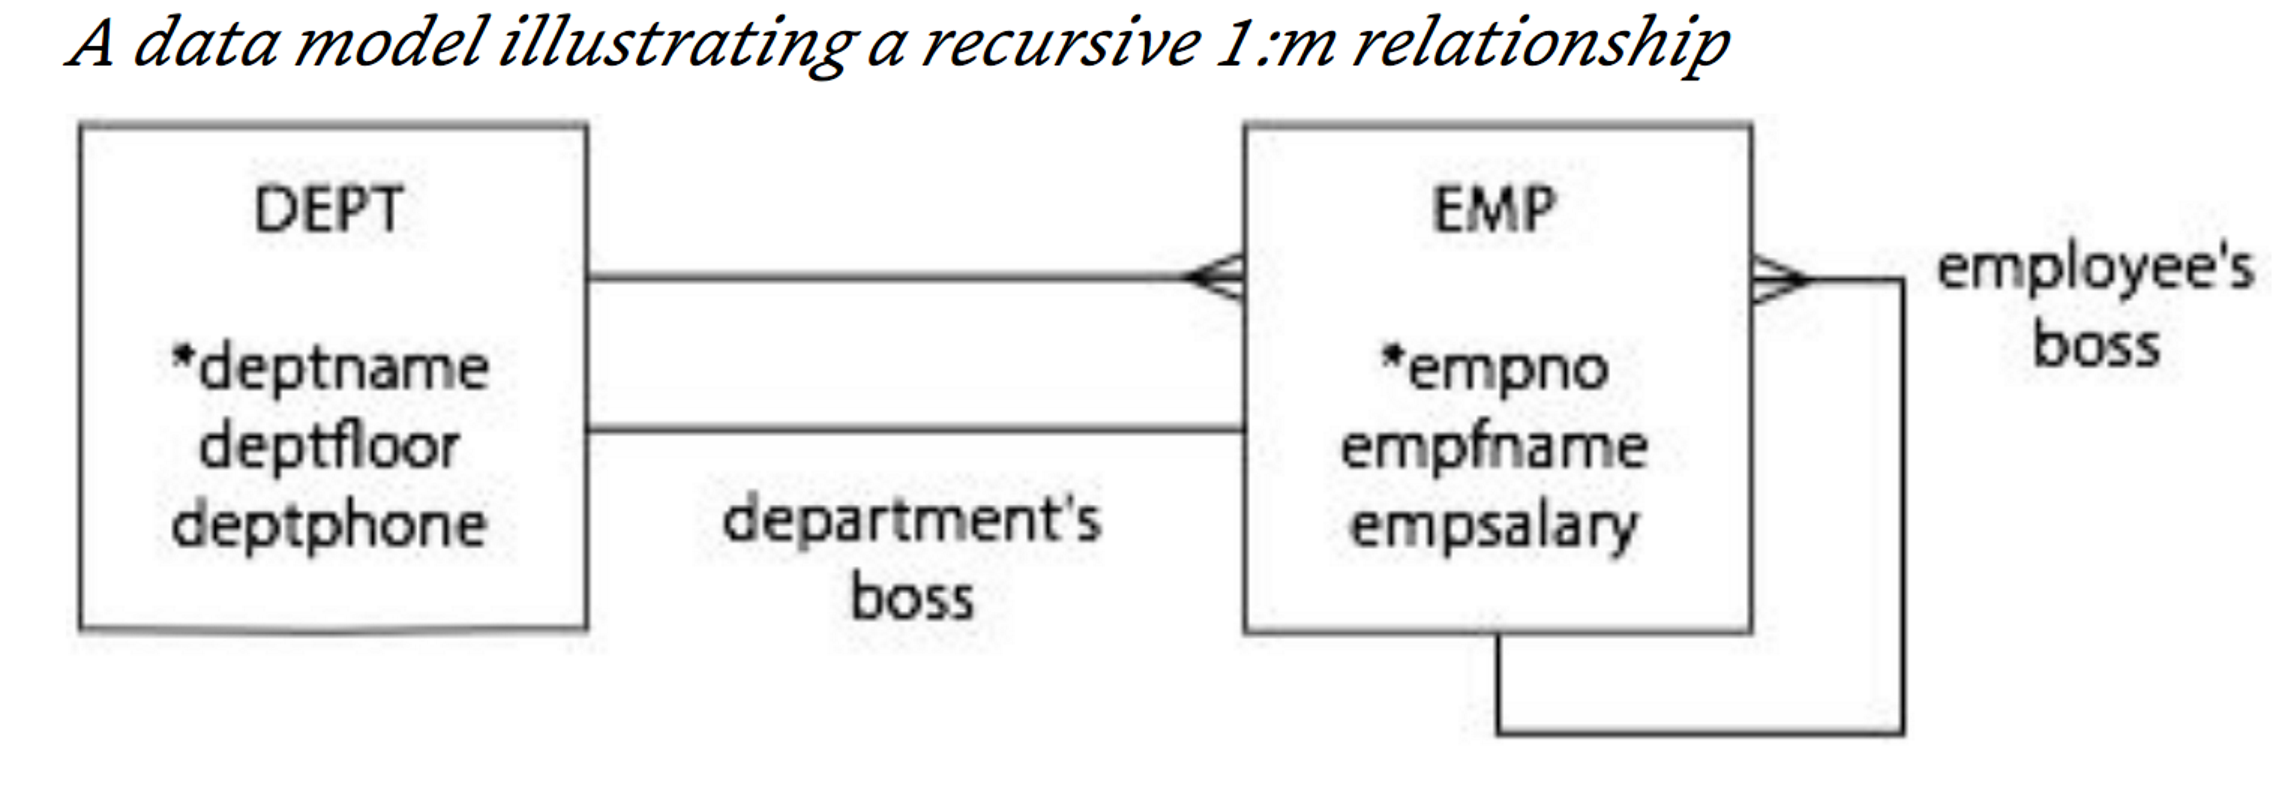 A data model illustrating a recursive 1:m relationship
DEPT
*deptname
deptfloor
deptphone
department's
boss
EMP
*empno
empfname
empsalary
employee's
boss